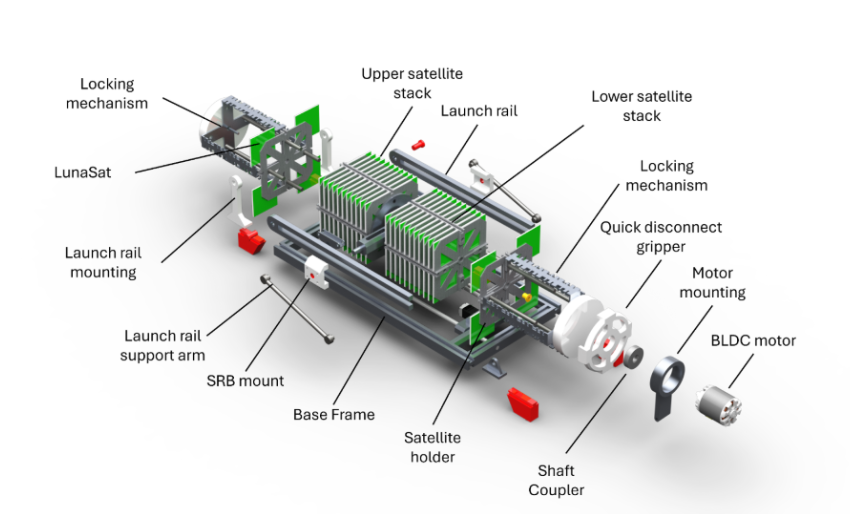 Upper satellite
stack
Locking
mechanism
Launch rail
Lower satellite
stack
LunaSat
Locking
mechanism
Quick disconnect
gripper
Launch rail
mounting
Motor
mounting
Launch rail
support arm
BLDC motor
SRB mount
Base Frame
Satellite
holder
Shaft
Coupler